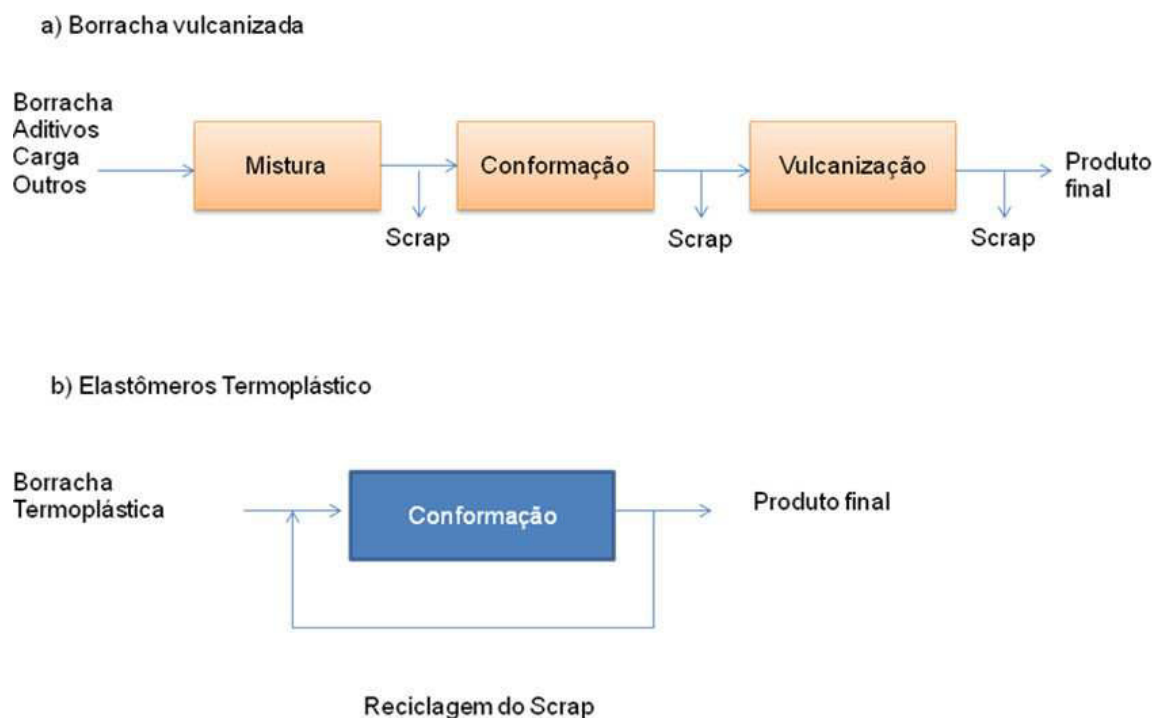 a) Borracha vulcanizada
Borracha
Aditivos
Carga
Outros
Mistura
Conformação
Vulcanização
Produto
final
Scrap
Scrap
Scrap
b) Elastômeros Termoplástico
Borracha
Termoplástica
Conformação
Produto final
Reciclagem do Scrap